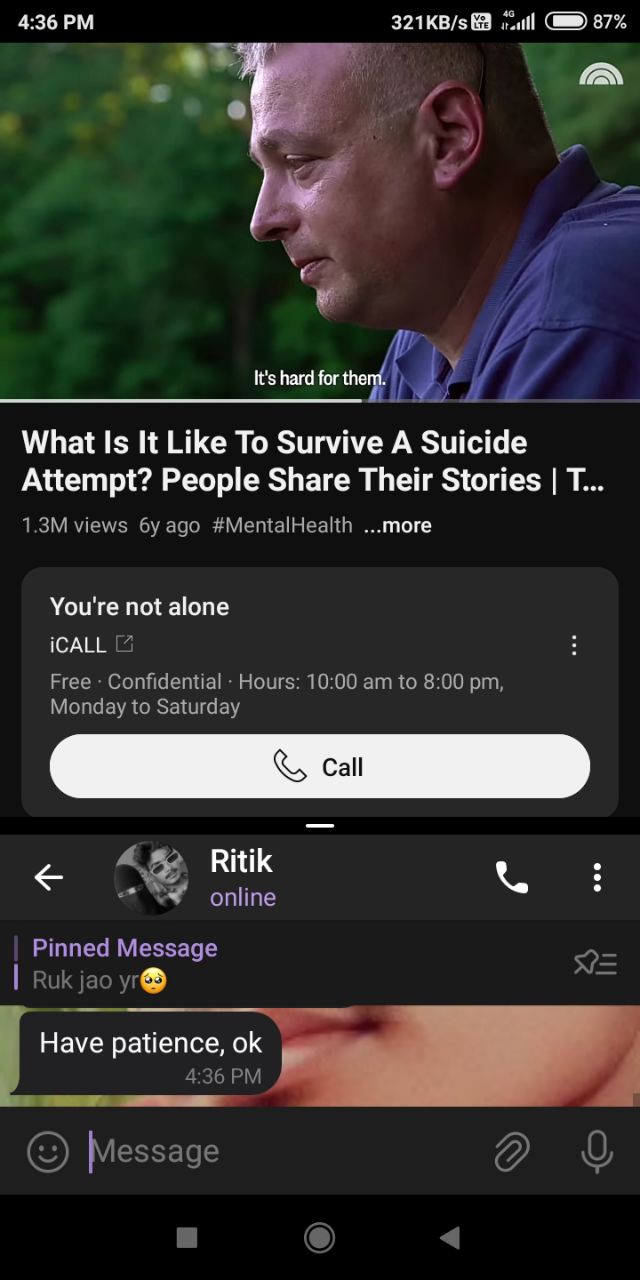 4:36 PM
321KB/s Vo LTE 4G 87%
It's hard for them.
What Is It Like To Survive A Suicide
Attempt? People Share Their Stories | T...
1.3M views 6y ago #MentalHealth ...more
You're not alone
iCALL
Free · Confidential · Hours: 10:00 am to 8:00 pm,
Monday to Saturday
Call
Ritik
online
Pinned Message
Ruk jao yr🥺
Have patience, ok
4:36 PM
Message